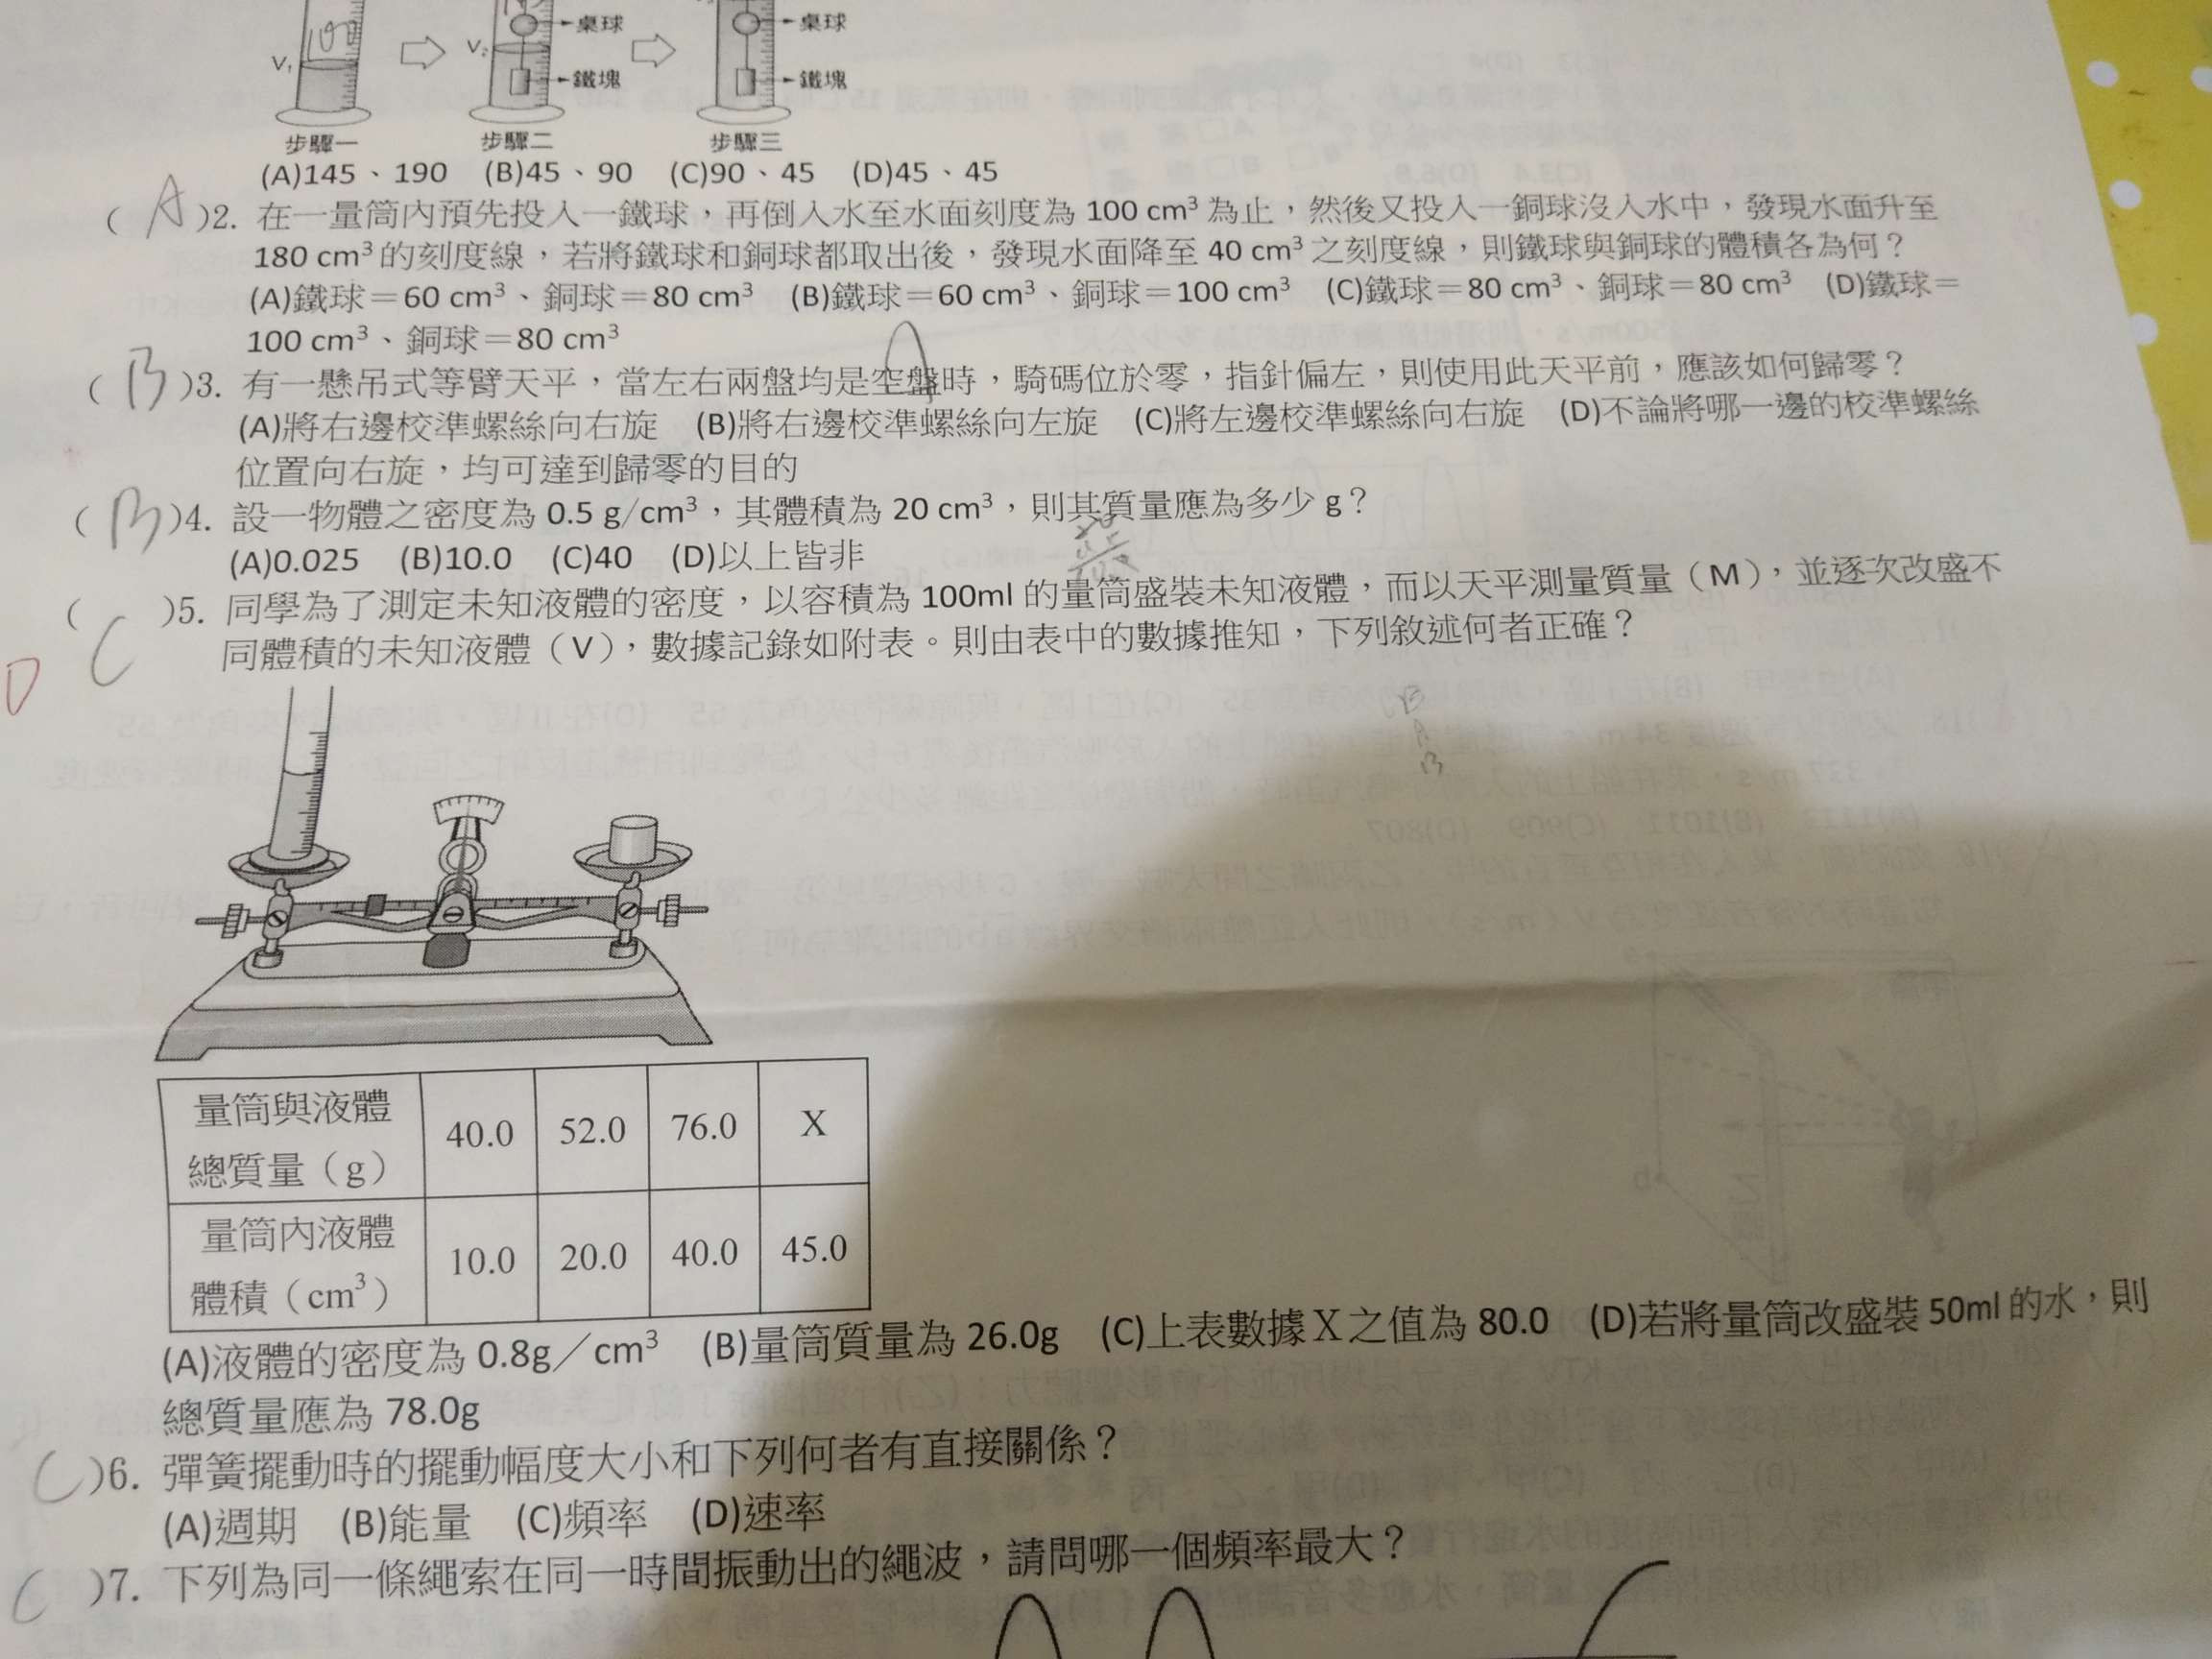 100
V₁
V₂
桌球
鐵塊
桌球
鐵塊
步驟一
步驟二
步驟三
(A)145、190 (B)45、90 (C)90、45 (D)45、45
( A )2. 在一量筒內預先投入一鐵球，再倒入水至水面刻度為 100 cm³ 為止，然後又投入一銅球沒入水中，發現水面升至
180 cm³ 的刻度線，若將鐵球和銅球都取出後，發現水面降至 40 cm³ 之刻度線，則鐵球與銅球的體積各為何？
(A)鐵球＝60 cm³、銅球＝80 cm³ (B)鐵球＝60 cm³、銅球＝100 cm³ (C)鐵球＝80 cm³、銅球＝80 cm³ (D)鐵球＝
100 cm³、銅球＝80 cm³
( B )3. 有一懸吊式等臂天平，當左右兩盤均是空盤時，騎碼位於零，指針偏左，則使用此天平前，應該如何歸零？
(A)將右邊校準螺絲向右旋 (B)將右邊校準螺絲向左旋 (C)將左邊校準螺絲向右旋 (D)不論將哪一邊的校準螺絲
位置向右旋，均可達到歸零的目的
( B )4. 設一物體之密度為 0.5 g/cm³，其體積為 20 cm³，則其質量應為多少 g？
(A)0.025 (B)10.0 (C)40 (D)以上皆非
( C )5. 同學為了測定未知液體的密度，以容積為 100ml 的量筒盛裝未知液體，而以天平測量質量（M），並逐次改盛不
D
同體積的未知液體（V），數據記錄如附表。則由表中的數據推知，下列敘述何者正確？
量筒與液體
總質量（g） 40.0 52.0 76.0 X
量筒內液體
體積（cm³） 10.0 20.0 40.0 45.0
(A)液體的密度為 0.8g／cm³ (B)量筒質量為 26.0g (C)上表數據X之值為 80.0 (D)若將量筒改盛裝 50ml 的水，則
總質量應為 78.0g
( C )6. 彈簧擺動時的擺動幅度大小和下列何者有直接關係？
(A)週期 (B)能量 (C)頻率 (D)速率
( C )7. 下列為同一條繩索在同一時間振動出的繩波，請問哪一個頻率最大？